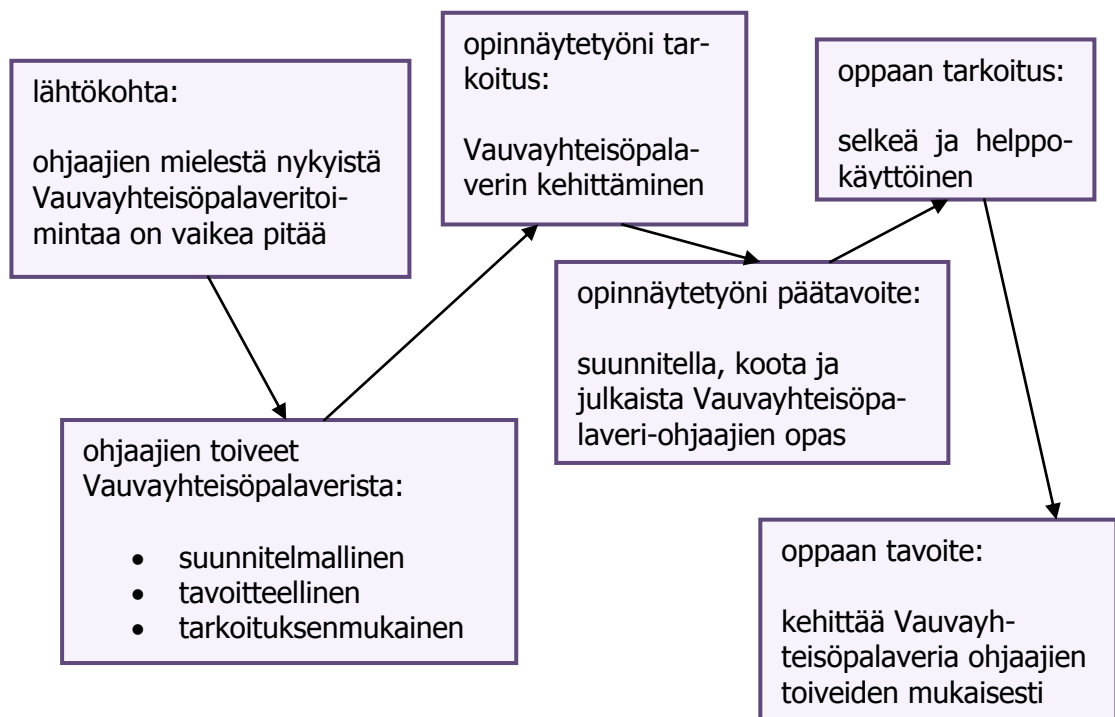 lähtökohta:
ohjaajien mielestä nykyistä
Vauvayhteisöpalaveritoi-
mintaa on vaikea pitää
ohjaajien toiveet
Vauvayhteisöpalaverista:
• suunnitelmallinen
• tavoitteellinen
• tarkoituksenmukainen
opinnäytetyöni tar-
koitus:
Vauvayhteisöpala-
verin kehittäminen
opinnäytetyöni päätavoite:
suunnitella, koota ja
julkaista Vauvayhteisöpa-
laveri-ohjaajien opas
oppaan tarkoitus:
selkeä ja helppo-
käyttöinen
oppaan tavoite:
kehittää Vauvayh-
teisöpalaveria ohjaajien
toiveiden mukaisesti